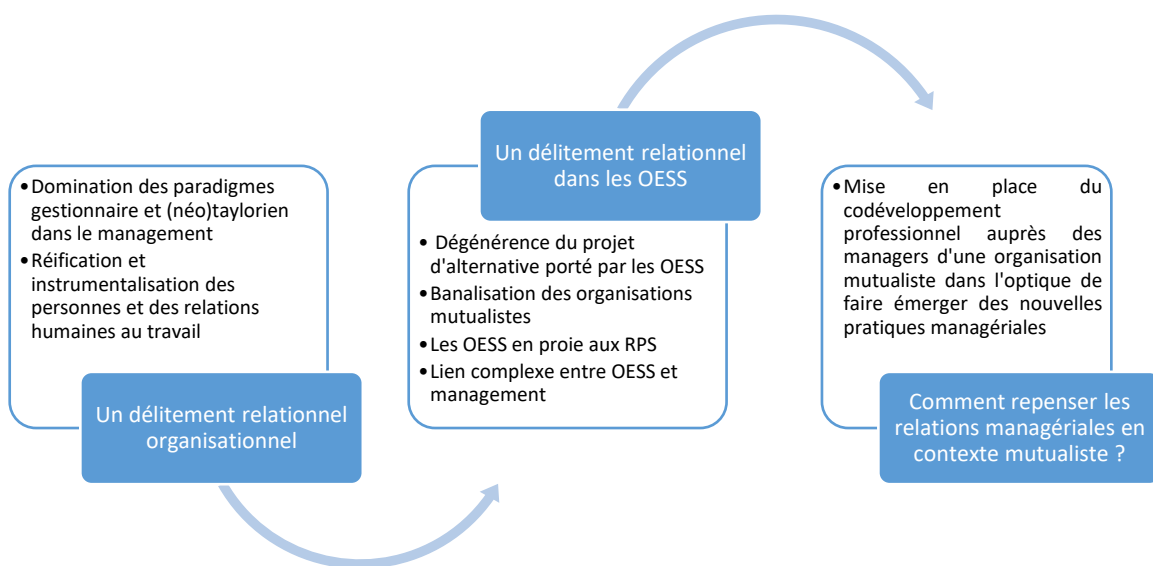 •Domination des paradigmes
gestionnaire et (néo)taylorien
dans le management
•Réification et
instrumentalisation des
personnes et des relations
humaines au travail
Un délitement relationnel
organisationnel
Un délitement relationnel
dans les OESS
• Dégénérence du projet
d'alternative porté par les OESS
•Banalisation des organisations
mutualistes
•Les OESS en proie aux RPS
•Lien complexe entre OESS et
management
•Mise en place du
codéveloppement
professionnel auprès des
managers d'une organisation
mutualiste dans l'optique de
faire émerger des nouvelles
pratiques managériales
Comment repenser les
relations managériales en
contexte mutualiste ?